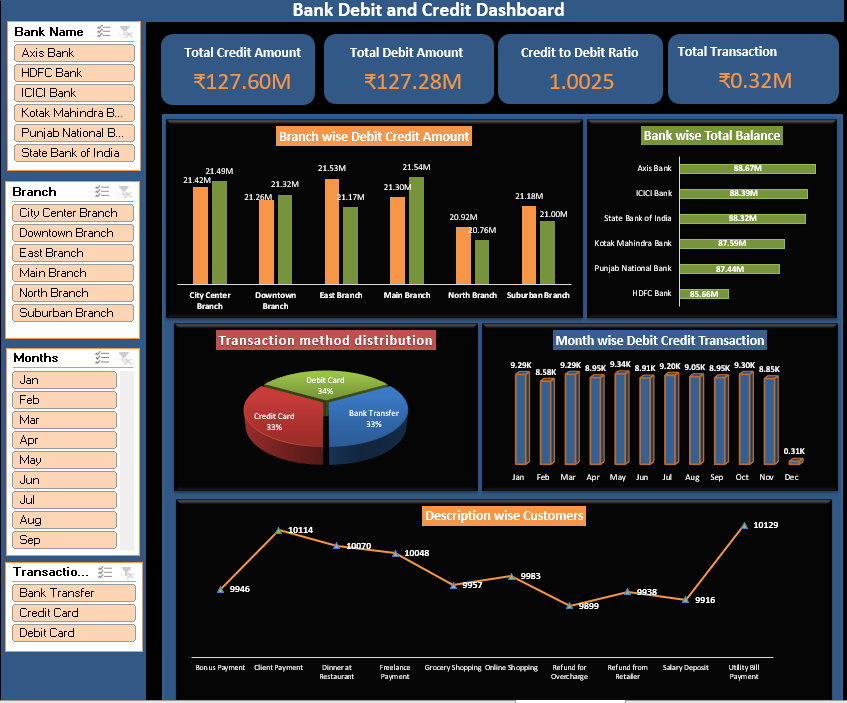 Bank Debit and Credit Dashboard
Bank Name
Axis Bank
HDFC Bank
ICICI Bank
Kotak Mahindra B...
Punjab National B...
State Bank of India
Branch
City Center Branch
Downtown Branch
East Branch
Main Branch
North Branch
Suburban Branch
Months
Jan
Feb
Mar
Apr
May
Jun
Jul
Aug
Sep
Transactio...
Bank Transfer
Credit Card
Debit Card
Total Credit Amount
₹127.60M
Total Debit Amount
₹127.28M
Credit to Debit Ratio
1.0025
Total Transaction
₹0.32M
Branch wise Debit Credit Amount
21.42M 21.49M 21.26M 21.32M 21.53M 21.17M 21.30M 21.54M 20.92M 20.76M 21.18M 21.00M
City Center Downtown East Branch Main Branch North Branch Suburban Branch
Branch Branch
Bank wise Total Balance
Axis Bank 88.67M
ICICI Bank 88.39M
State Bank of India 88.32M
Kotak Mahindra Bank 87.59M
Punjab National Bank 87.44M
HDFC Bank 85.66M
Transaction method distribution
Debit Card
34%
Credit Card
33%
Bank Transfer
33%
Month wise Debit Credit Transaction
9.29K 8.58K 9.29K 8.95K 9.34K 8.91K 9.20K 9.05K 8.95K 9.30K 8.85K 0.31K
Jan Feb Mar Apr May Jun Jul Aug Sep Oct Nov Dec
Description wise Customers
9946 10114 10070 10048 9957 9983 9899 9938 9916 10129
Bonus Payment Client Payment Dinner at Freelance Grocery Shopping Online Shopping Refund for Refund from Salary Deposit Utility Bill
Restaurant Payment Overcharge Retailer Payment